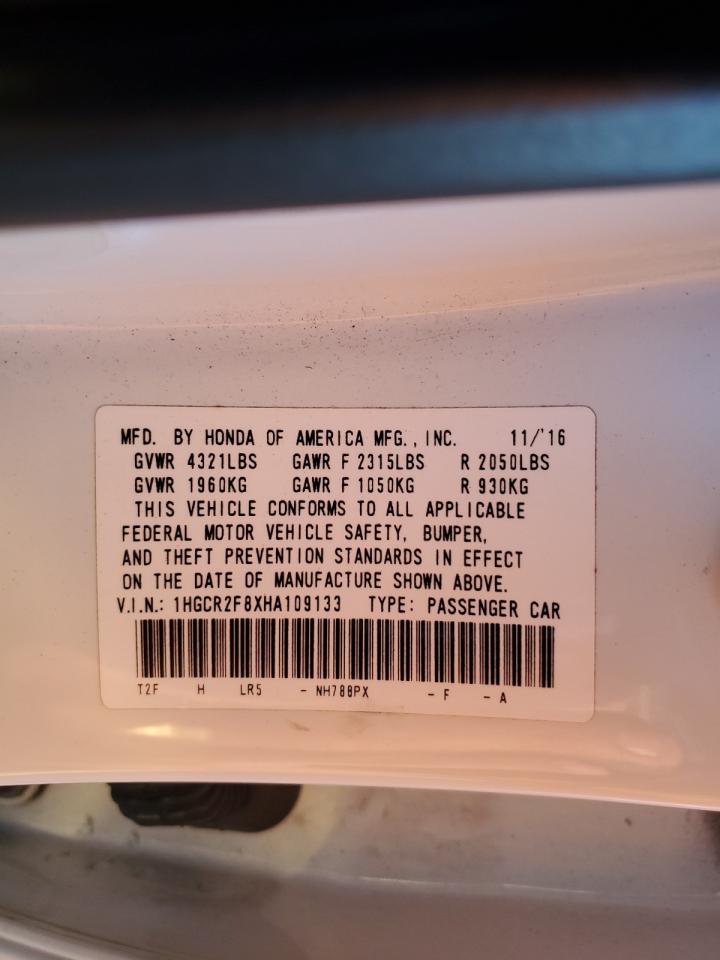 MFD. BY HONDA OF AMERICA MFG., INC. 11/'16
GVWR 4321LBS GAWR F 2315LBS R 2050LBS
GVWR 1960KG GAWR F 1050KG R 930KG
THIS VEHICLE CONFORMS TO ALL APPLICABLE
FEDERAL MOTOR VEHICLE SAFETY, BUMPER,
AND THEFT PREVENTION STANDARDS IN EFFECT
ON THE DATE OF MANUFACTURE SHOWN ABOVE.
V.I.N.: 1HGCR2F8XHA109133 TYPE: PASSENGER CAR
T2F H LR5 - NH788PX - F - A